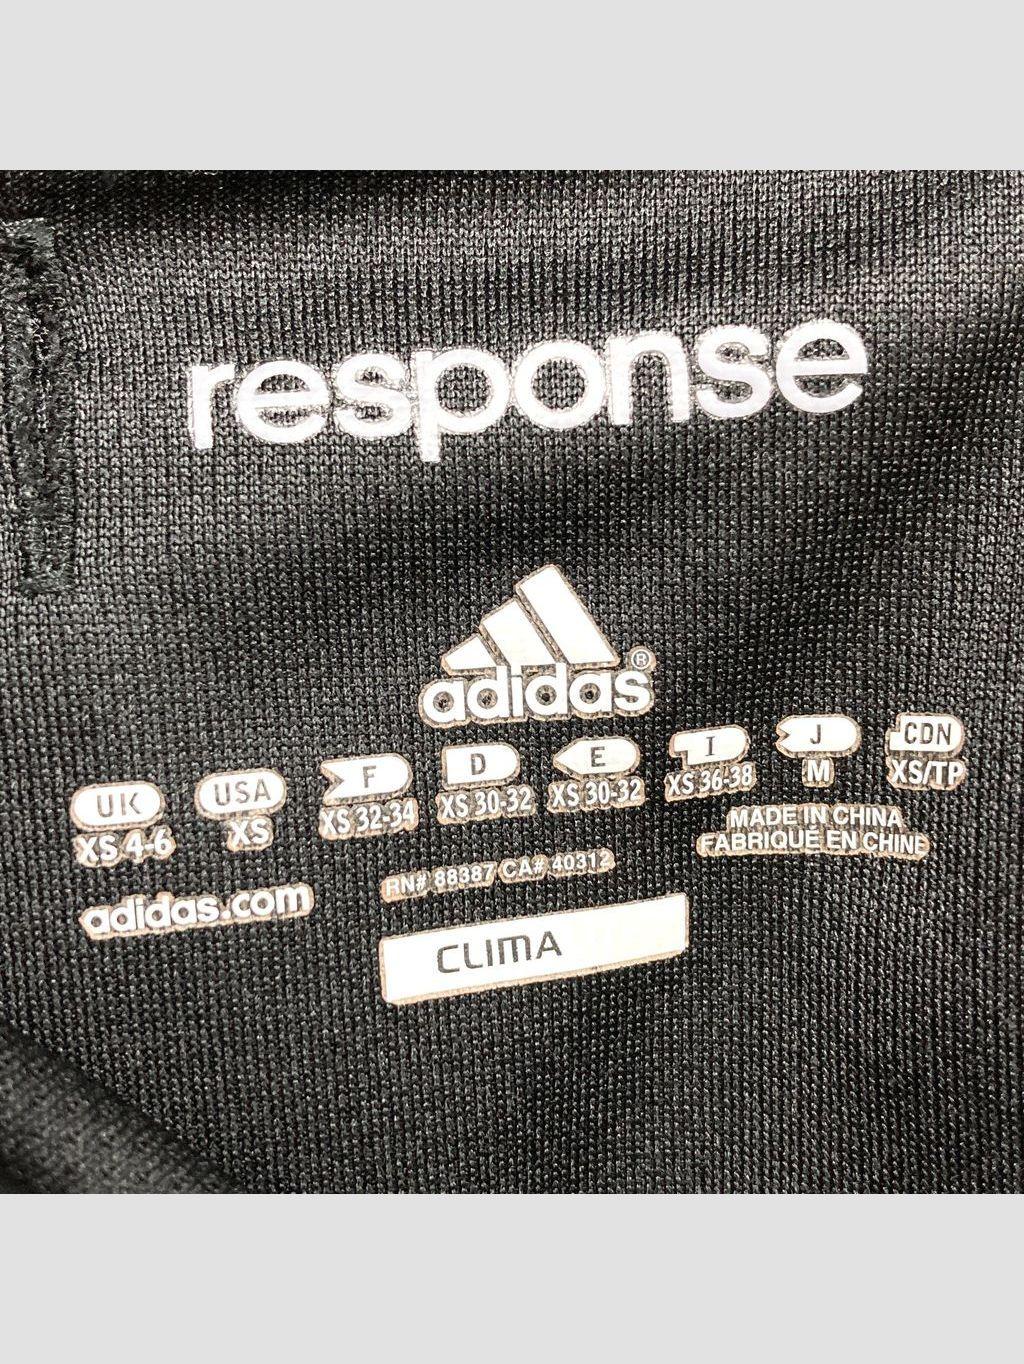 response
adidas®
UK USA F D E I J CDN
XS 4-6 XS XS 32-34 XS 30-32 XS 30-32 XS 36-38 M XS/TP
MADE IN CHINA
FABRIQUÉ EN CHINE
adidas.com RN# 88387 CA# 40312
CLIMA